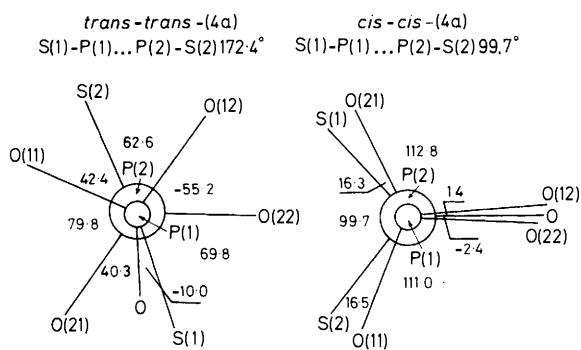 trans-trans-(4a)
S(1)-P(1)...P(2)-S(2)172·4°
S(2)
O(12)
62·6
O(11)
P(2)
42·4
-55·2
O(22)
79·8
P(1)
69·8
40·3
-10·0
O
O(21)
S(1)
cis-cis-(4a)
S(1)-P(1)...P(2)-S(2)99,7°
O(21)
S(1)
112·8
P(2)
16·3
1·4
O(12)
O
O(22)
99·7
-2·4
P(1)
111·0
16·5
S(2)
O(11)